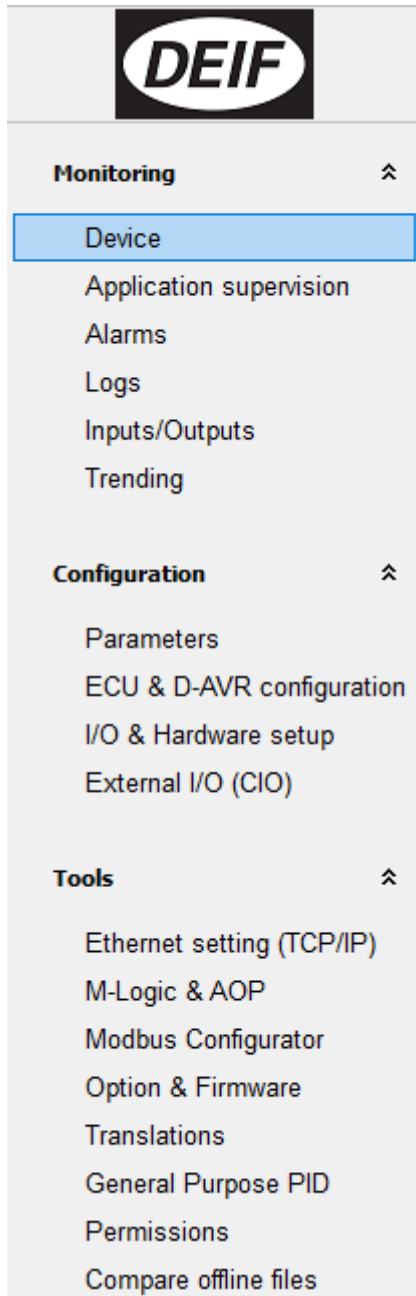 DEIF
Monitoring
Device
Application supervision
Alarms
Logs
Inputs/Outputs
Trending
Configuration
Parameters
ECU & D-AVR configuration
I/O & Hardware setup
External I/O (CIO)
Tools
Ethernet setting (TCP/IP)
M-Logic & AOP
Modbus Configurator
Option & Firmware
Translations
General Purpose PID
Permissions
Compare offline files